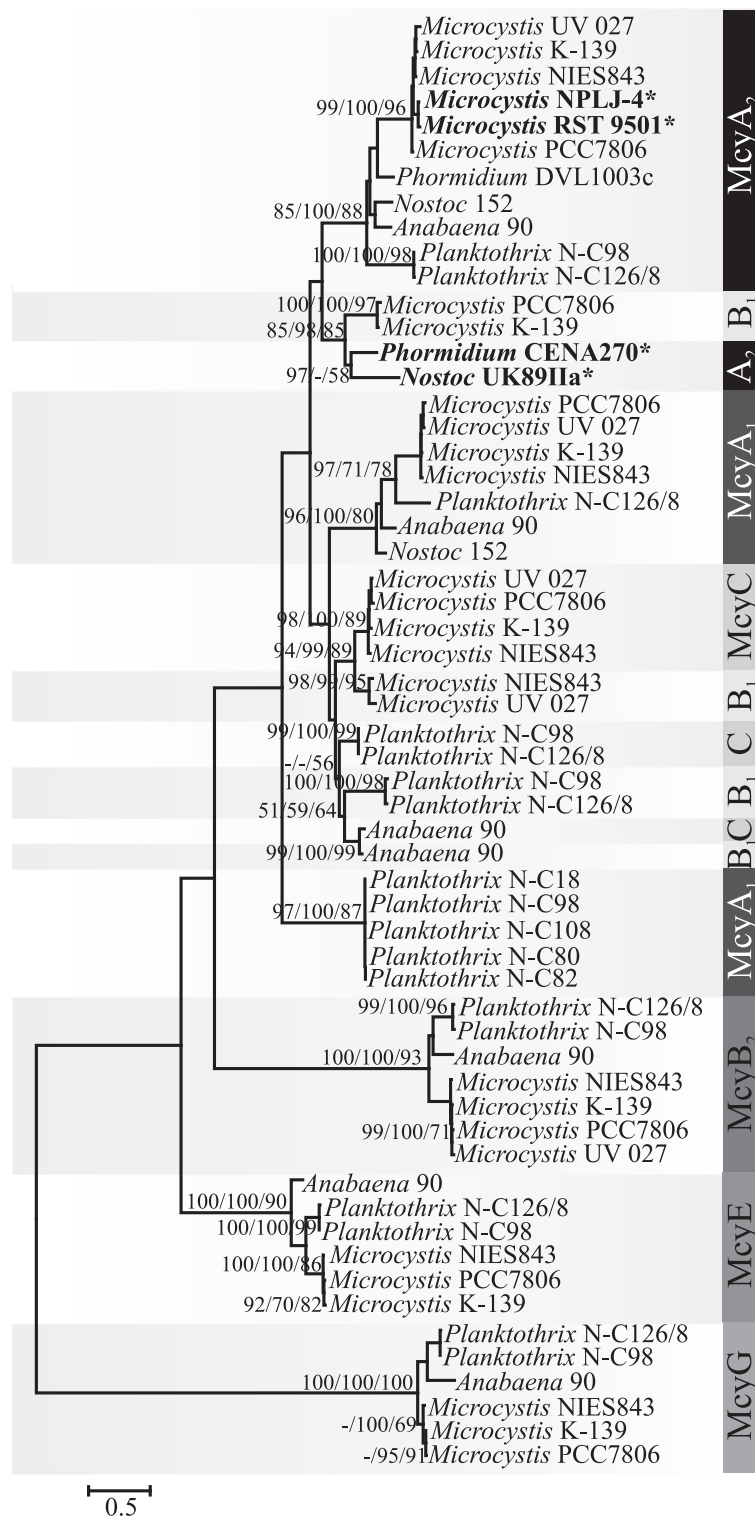 Microcystis UV 027
Microcystis K-139
Microcystis NIES843
Microcystis NPLJ-4*
99/100/96
Microcystis RST 9501*
Microcystis PCC7806
Phormidium DVL1003c
Nostoc 152
85/100/88
Anabaena 90
Planktothrix N-C98
100/100/98
Planktothrix N-C126/8
McyA2
Microcystis PCC7806
100/100/97
Microcystis K-139
85/98/85
B1
Phormidium CENA270*
Nostoc UK89IIa*
97/-/58
A2
Microcystis PCC7806
Microcystis UV 027
Microcystis K-139
97/71/78
Microcystis NIES843
Planktothrix N-C126/8
96/100/80
Anabaena 90
Nostoc 152
McyA1
Microcystis UV 027
Microcystis PCC7806
98/100/89
Microcystis K-139
94/99/89
Microcystis NIES843
McyC
98/99/95
Microcystis NIES843
Microcystis UV 027
B1
99/100/99
Planktothrix N-C98
Planktothrix N-C126/8
-/-/56
C
100/100/98
Planktothrix N-C98
Planktothrix N-C126/8
51/59/64
B1
Anabaena 90
C
99/100/99
Anabaena 90
B1
Planktothrix N-C18
Planktothrix N-C98
97/100/87
Planktothrix N-C108
Planktothrix N-C80
Planktothrix N-C82
McyA1
99/100/96
Planktothrix N-C126/8
Planktothrix N-C98
100/100/93
Anabaena 90
Microcystis NIES843
Microcystis K-139
99/100/71
Microcystis PCC7806
Microcystis UV 027
McyB2
Anabaena 90
100/100/90
Planktothrix N-C126/8
100/100/99
Planktothrix N-C98
Microcystis NIES843
100/100/86
Microcystis PCC7806
92/70/82
Microcystis K-139
McyE
Planktothrix N-C126/8
Planktothrix N-C98
100/100/100
Anabaena 90
Microcystis NIES843
-/100/69
Microcystis K-139
-/95/91
Microcystis PCC7806
McyG
0.5